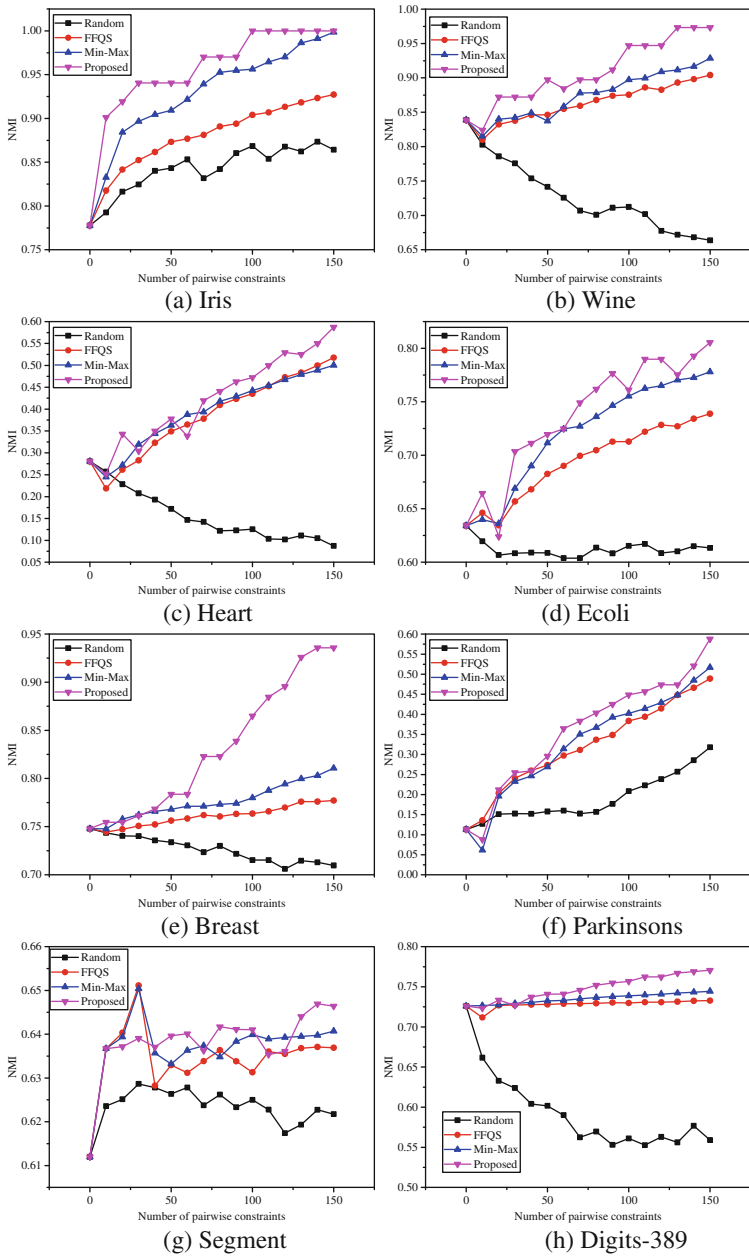 Random
FFQS
Min-Max
Proposed
NMI
1.00
0.95
0.90
0.85
0.80
0.75
0 50 100 150
Number of pairwise constraints
(a) Iris
Random
FFQS
Min-Max
Proposed
NMI
1.00
0.95
0.90
0.85
0.80
0.75
0.70
0.65
0 50 100 150
Number of pairwise constraints
(b) Wine
Random
FFQS
Min-Max
Proposed
NMI
0.60
0.55
0.50
0.45
0.40
0.35
0.30
0.25
0.20
0.15
0.10
0.05
0 50 100 150
Number of pairwise constraints
(c) Heart
Random
FFQS
Min-Max
Proposed
NMI
0.80
0.75
0.70
0.65
0.60
0 50 100 150
Number of pairwise constraints
(d) Ecoli
Random
FFQS
Min-Max
Proposed
NMI
0.95
0.90
0.85
0.80
0.75
0.70
0 50 100 150
Number of pairwise constraints
(e) Breast
Random
FFQS
Min-Max
Proposed
NMI
0.60
0.55
0.50
0.45
0.40
0.35
0.30
0.25
0.20
0.15
0.10
0.05
0.00
0 50 100 150
Number of pairwise constraints
(f) Parkinsons
Random
FFQS
Min-Max
Proposed
NMI
0.66
0.65
0.64
0.63
0.62
0.61
0 50 100 150
Number of pairwise constraints
(g) Segment
Random
FFQS
Min-Max
Proposed
NMI
0.80
0.75
0.70
0.65
0.60
0.55
0.50
0 50 100 150
Number of pairwise constraints
(h) Digits-389